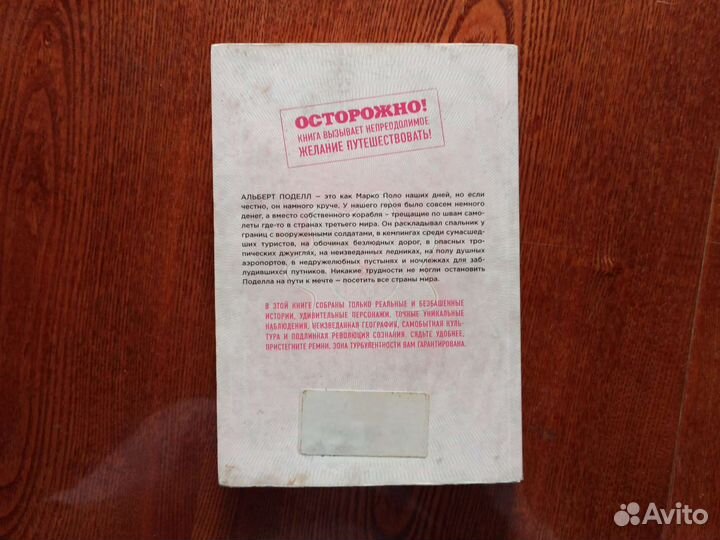 ОСТОРОЖНО!
КНИГА ВЫЗЫВАЕТ НЕПРЕОДОЛИМОЕ
ЖЕЛАНИЕ ПУТЕШЕСТВОВАТЬ!
АЛЬБЕРТ ПОДЕЛЛ – это как Марко Поло наших дней, но если
честно, он намного круче. У нашего героя было совсем немного
денег, а вместо собственного корабля – трещащие по швам само-
леты где-то в странах третьего мира. Он раскладывал спальник у
границ с вооруженными солдатами, в кемпингах среди сумасшед-
ших туристов, на обочинах безлюдных дорог, в опасных тро-
пических джунглях, на неизведанных ледниках, на полу душных
аэропортов, в недружелюбных пустынях и ночлежках для заб-
лудившихся путников. Никакие трудности не могли остановить
Поделла на пути к мечте – посетить все страны мира.
В ЭТОЙ КНИГЕ СОБРАНЫ ТОЛЬКО РЕАЛЬНЫЕ И БЕЗБАШЕННЫЕ
ИСТОРИИ, УДИВИТЕЛЬНЫЕ ПЕРСОНАЖИ, ТОЧНЫЕ УНИКАЛЬНЫЕ
НАБЛЮДЕНИЯ, НЕИЗВЕДАННАЯ ГЕОГРАФИЯ, САМОБЫТНАЯ КУЛЬ-
ТУРА И ПОДЛИННАЯ РЕВОЛЮЦИЯ СОЗНАНИЯ. СЯДЬТЕ УДОБНЕЕ,
ПРИСТЕГНИТЕ РЕМНИ, ЗОНА ТУРБУЛЕНТНОСТИ ВАМ ГАРАНТИРОВАНА.
Avito